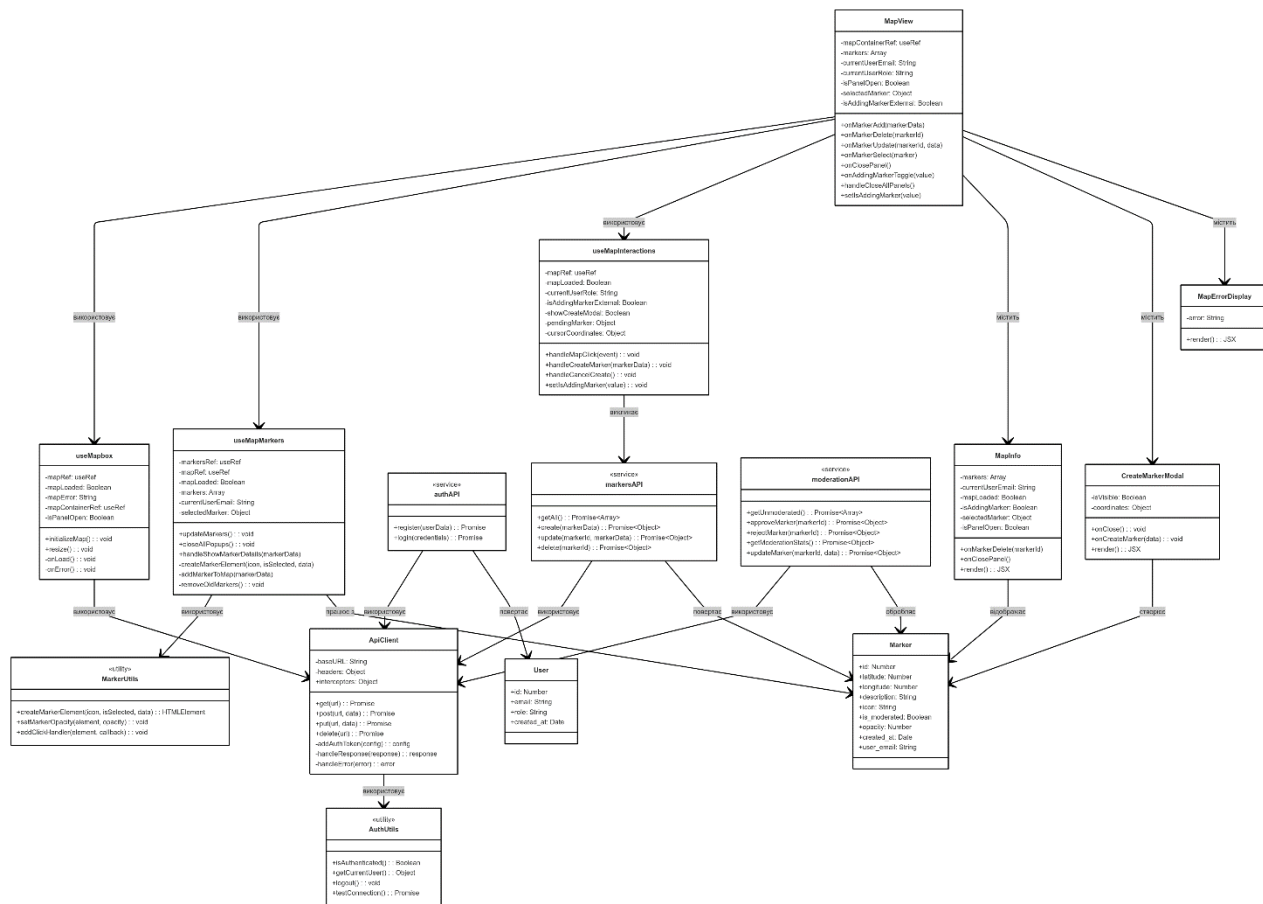 MapView
-mapContainerRef: useRef
-markers: Array
-currentUserEmail: String
-currentUserRole: String
-isPanelOpen: Boolean
-selectedMarker: Object
-isAddingMarkerExternal: Boolean
+onMarkerAdd(markerData)
+onMarkerDelete(markerId)
+onMarkerUpdate(markerId, data)
+onMarkerSelect(marker)
+onClosePanel()
+onAddingMarkerToggle(value)
+handleCloseAllPanels()
+setIsAddingMarker(value)
використовує
містить
useMapInteractions
-mapRef: useRef
-mapLoaded: Boolean
-currentUserRole: String
-isAddingMarkerExternal: Boolean
-showCreateModal: Boolean
-pendingMarker: Object
-cursorCoordinates: Object
+handleMapClick(event) : : void
+handleCreateMarker(markerData) : : void
+handleCancelCreate() : : void
+setIsAddingMarker(value) : : void
MapErrorDisplay
-error: String
+render() : : JSX
використовує
використовує
містить
містить
викликає
useMapbox
-mapRef: useRef
-mapLoaded: Boolean
-mapError: String
-mapContainerRef: useRef
-isPanelOpen: Boolean
+initializeMap() : : void
+resize() : : void
-onLoad() : : void
-onError() : : void
useMapMarkers
-markersRef: useRef
-mapRef: useRef
-mapLoaded: Boolean
-markers: Array
-currentUserEmail: String
-selectedMarker: Object
+updateMarkers() : : void
+closeAllPopups() : : void
+handleShowMarkerDetails(markerData)
-createMarkerElement(icon, isSelected, data)
-addMarkerToMap(markerData)
-removeOldMarkers() : : void
«service»
authAPI
+register(userData) : : Promise
+login(credentials) : : Promise
«service»
markersAPI
+getAll() : : Promise<Array>
+create(markerData) : : Promise<Object>
+update(markerId, markerData) : : Promise<Object>
+delete(markerId) : : Promise<Object>
«service»
moderationAPI
+getUnmoderated() : : Promise<Array>
+approveMarker(markerId) : : Promise<Object>
+rejectMarker(markerId) : : Promise<Object>
+getModerationStats() : : Promise<Object>
+updateMarker(markerId, data) : : Promise<Object>
MapInfo
-markers: Array
-currentUserEmail: String
-mapLoaded: Boolean
-isAddingMarker: Boolean
-selectedMarker: Object
-isPanelOpen: Boolean
+onMarkerDelete(markerId)
+onClosePanel()
+render() : : JSX
CreateMarkerModal
-isVisible: Boolean
-coordinates: Object
+onClose() : : void
+onCreateMarker(data) : : void
+render() : : JSX
використовує
використовує
працює з
використовує
повертає
використовує
повертає
використовує
обробляє
відображає
створює
«utility»
MarkerUtils
+createMarkerElement(icon, isSelected, data) : : HTMLElement
+setMarkerOpacity(element, opacity) : : void
+addClickHandler(element, callback) : : void
ApiClient
-baseURL: String
-headers: Object
+interceptors: Object
+get(url) : : Promise
+post(url, data) : : Promise
+put(url, data) : : Promise
+delete(url) : : Promise
-addAuthToken(config) : : config
-handleResponse(response) : : response
-handleError(error) : : error
User
+id: Number
+email: String
+role: String
+created_at: Date
Marker
+id: Number
+latitude: Number
+longitude: Number
+description: String
+icon: String
+is_moderated: Boolean
+opacity: Number
+created_at: Date
+user_email: String
використовує
«utility»
AuthUtils
+isAuthenticated() : : Boolean
+getCurrentUser() : : Object
+logout() : : void
+testConnection() : : Promise